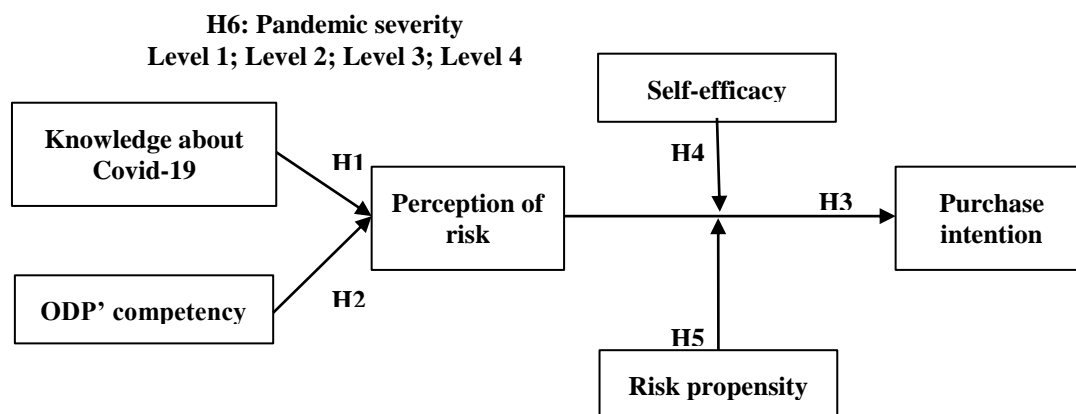 H6: Pandemic severity
Level 1; Level 2; Level 3; Level 4
Self-efficacy
Knowledge about
Covid-19
H1
H4
Perception of
risk
H3
Purchase
intention
ODP’ competency
H2
H5
Risk propensity